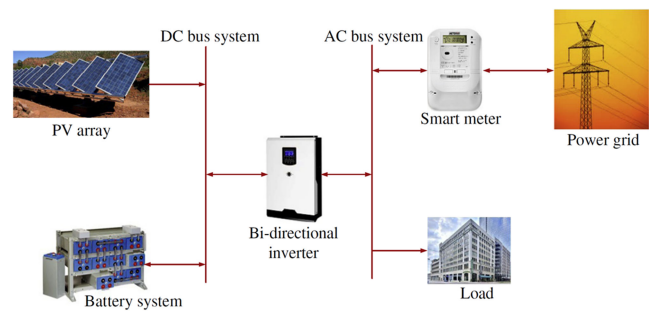 DC bus system
AC bus system
PV array
Smart meter
Power grid
Bi-directional
inverter
Battery system
Load